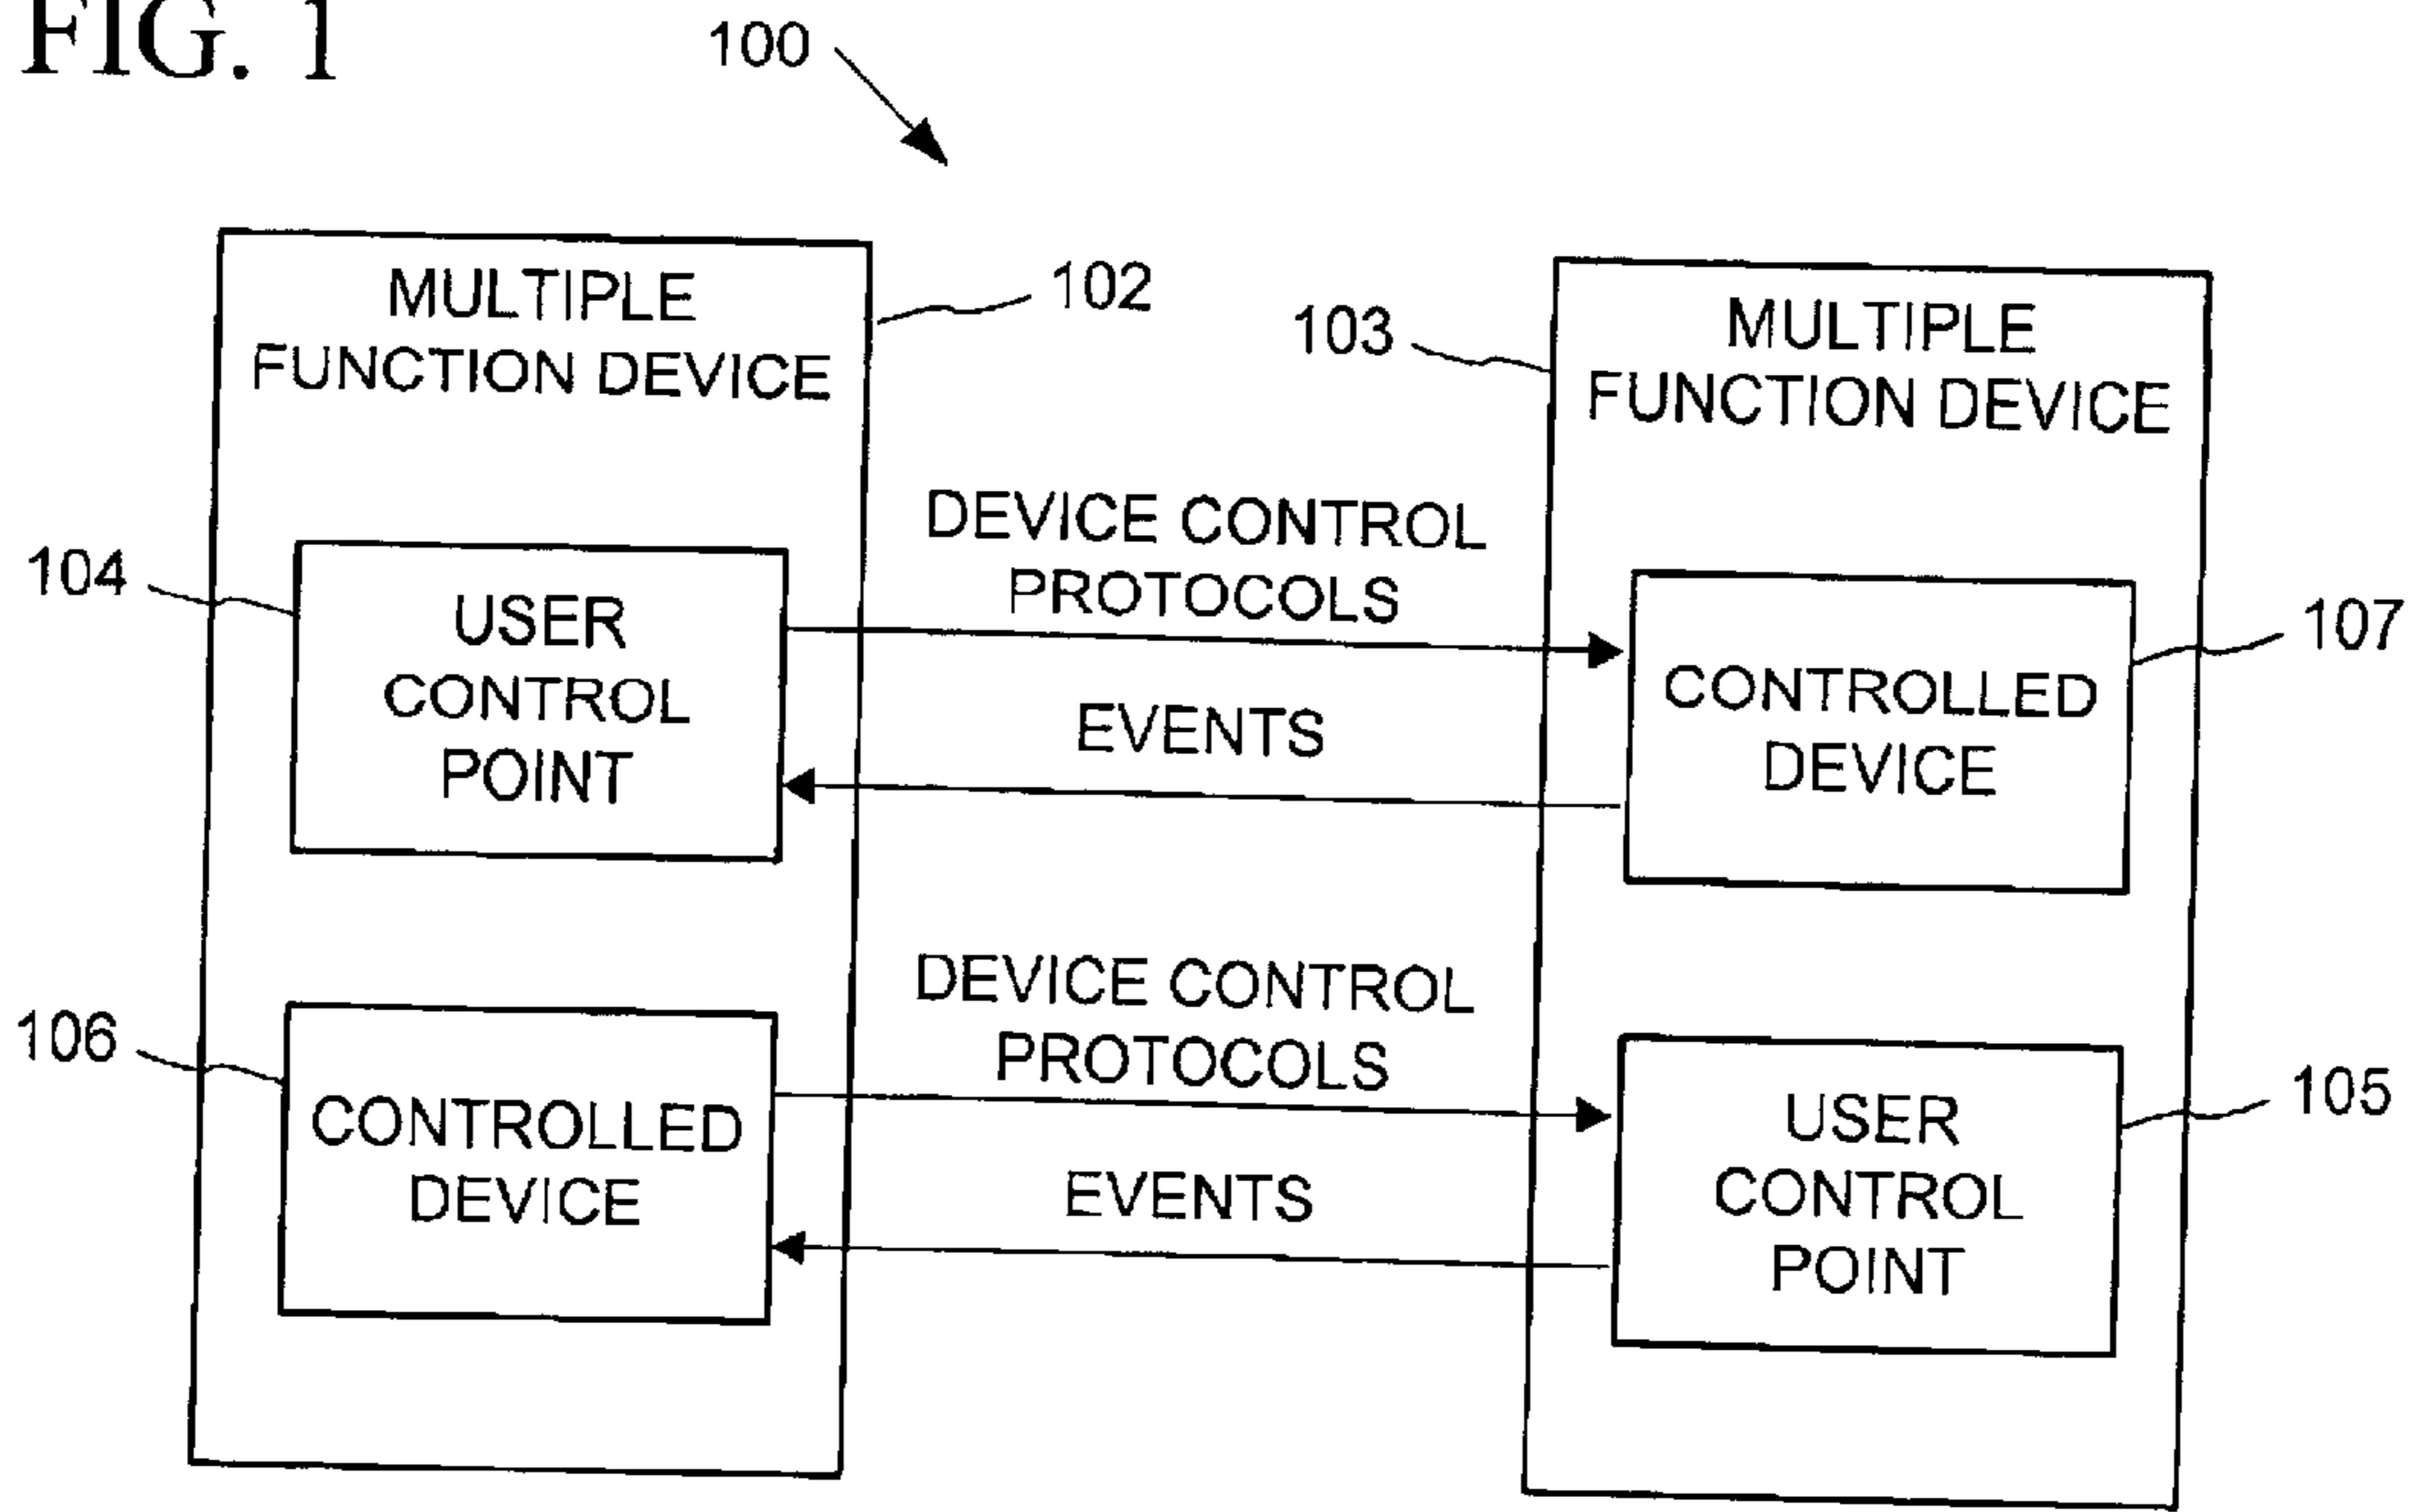 FIG. 1
100
MULTIPLE
FUNCTION DEVICE
102
103
MULTIPLE
FUNCTION DEVICE
104
USER
CONTROL
POINT
DEVICE CONTROL
PROTOCOLS
EVENTS
CONTROLLED
DEVICE
107
106
CONTROLLED
DEVICE
DEVICE CONTROL
PROTOCOLS
EVENTS
USER
CONTROL
POINT
105